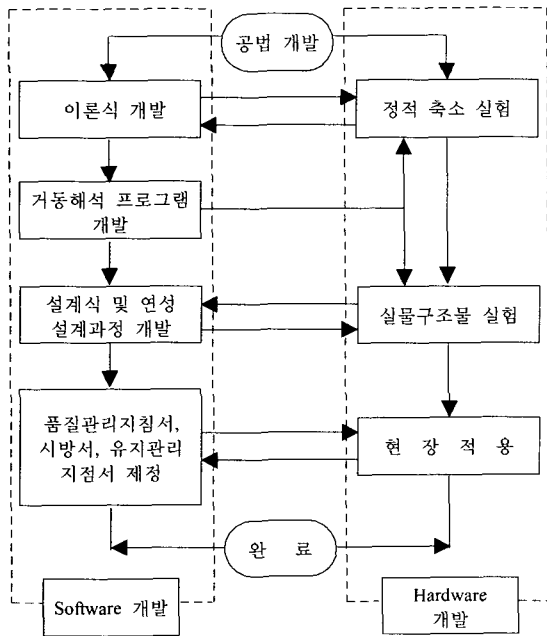 공법 개발
이론식 개발
정적 축소 실험
거동해석 프로그램
개발
설계식 및 연성
설계과정 개발
실물구조물 실험
품질관리지침서,
시방서, 유지관리
지점서 제정
현 장 적 용
완 료
Software 개발
Hardware
개발